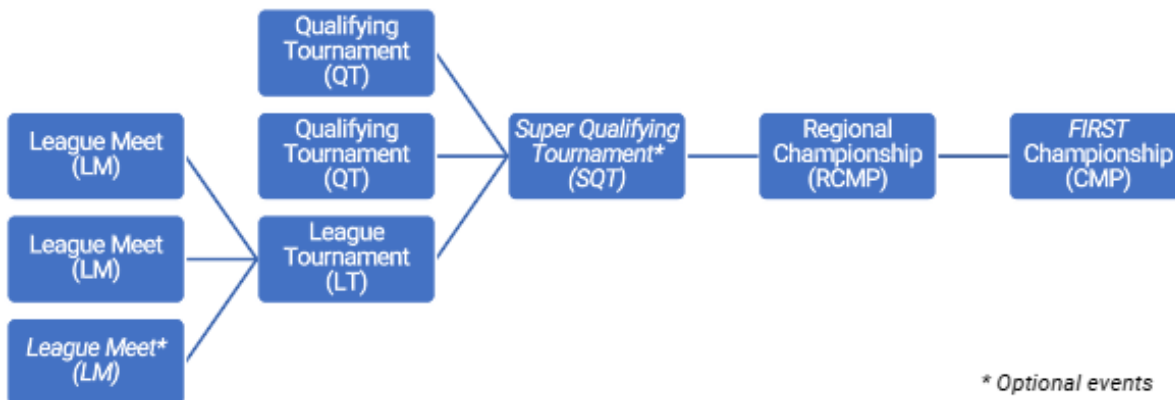 League Meet
(LM)
League Meet
(LM)
League Meet*
(LM)
Qualifying
Tournament
(QT)
Qualifying
Tournament
(QT)
League
Tournament
(LT)
Super Qualifying
Tournament*
(SQT)
Regional
Championship
(RCMP)
FIRST
Championship
(CMP)
* Optional events